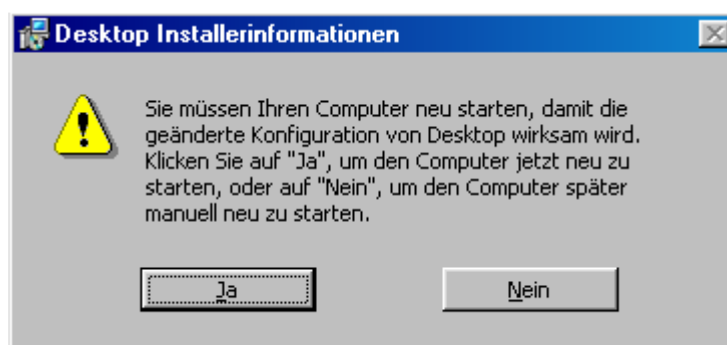 Desktop Installerinformationen
Sie müssen Ihren Computer neu starten, damit die
geänderte Konfiguration von Desktop wirksam wird.
Klicken Sie auf "Ja", um den Computer jetzt neu zu
starten, oder auf "Nein", um den Computer später
manuell neu zu starten.
Ja
Nein